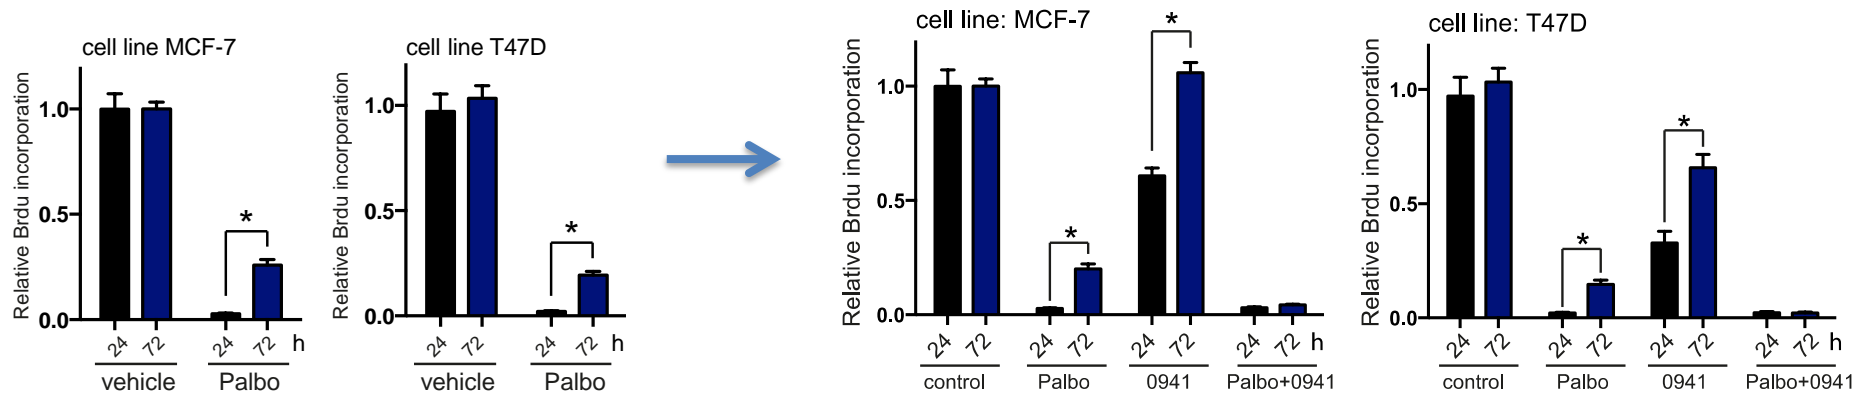 cell line MCF-7
Relative Brdu incorporation
1.0
0.5
0.0
*
24 72 24 72 h
vehicle Palbo
cell line T47D
Relative Brdu incorporation
1.0
0.5
0.0
*
24 72 24 72
vehicle Palbo
cell line: MCF-7
Relative Brdu incorporation
1.0
0.5
0.0
*
*
24 72 24 72 24 72 24 72 h
control Palbo 0941 Palbo+0941
cell line: T47D
Relative Brdu incorporation
1.0
0.5
0.0
*
*
24 72 24 72 24 72 24 72 h
control Palbo 0941 Palbo+0941